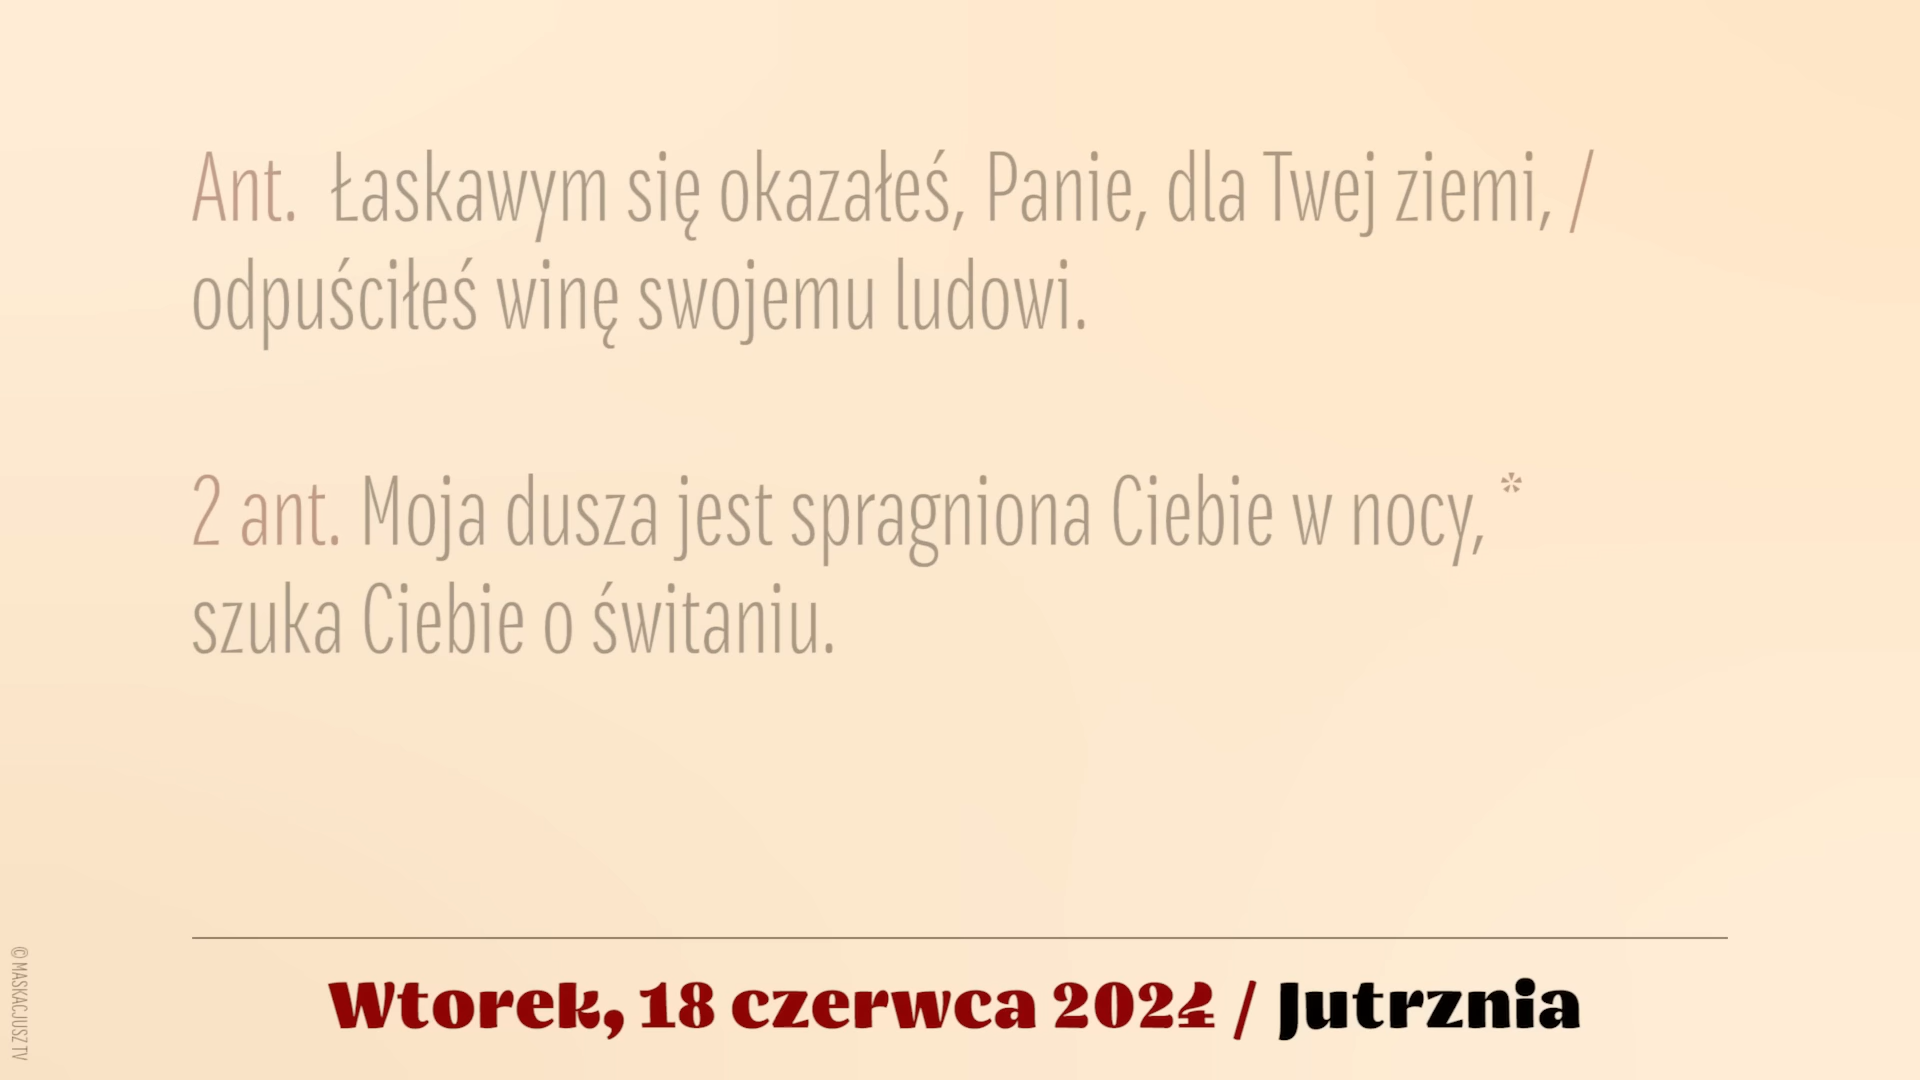 Ant. Łaskawym się okazałeś, Panie, dla Twej ziemi, /
odpuściłeś winę swojemu ludowi.
2 ant. Moja dusza jest spragniona Ciebie w nocy, *
szuka Ciebie o świtaniu.
Wtorek, 18 czerwca 2024 / Jutrznia
© MASKACJUSZ TV